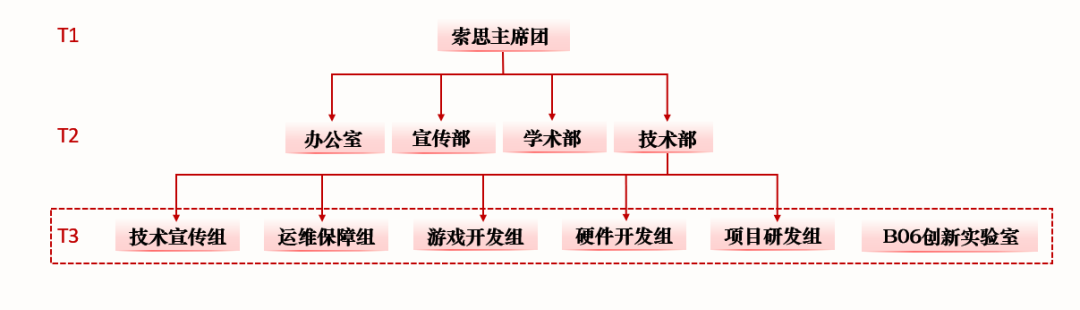 T1
索思主席团
T2
办公室
宣传部
学术部
技术部
T3
技术宣传组
运维保障组
游戏开发组
硬件开发组
项目研发组
B06创新实验室